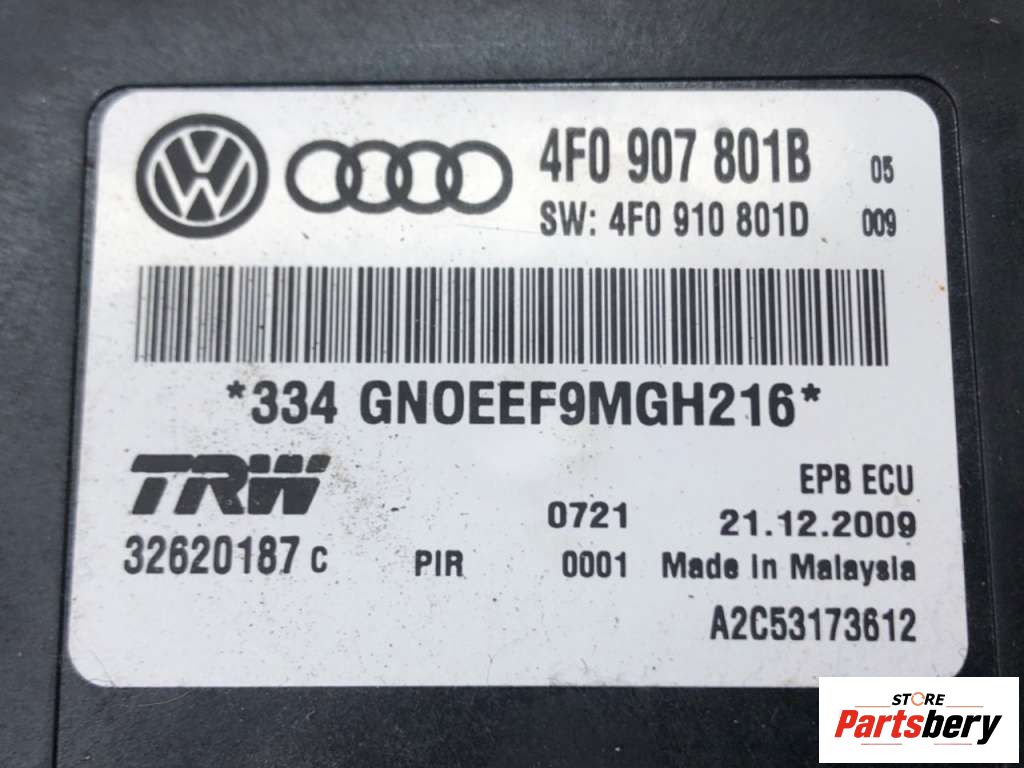 4F0 907 801B 05
SW: 4F0 910 801D 009
*334 GNOEEF9MGH216*
TRW EPB ECU
0721 21.12.2009
32620187 C PIR 0001 Made in Malaysia
A2C53173612
STORE
Partsbery